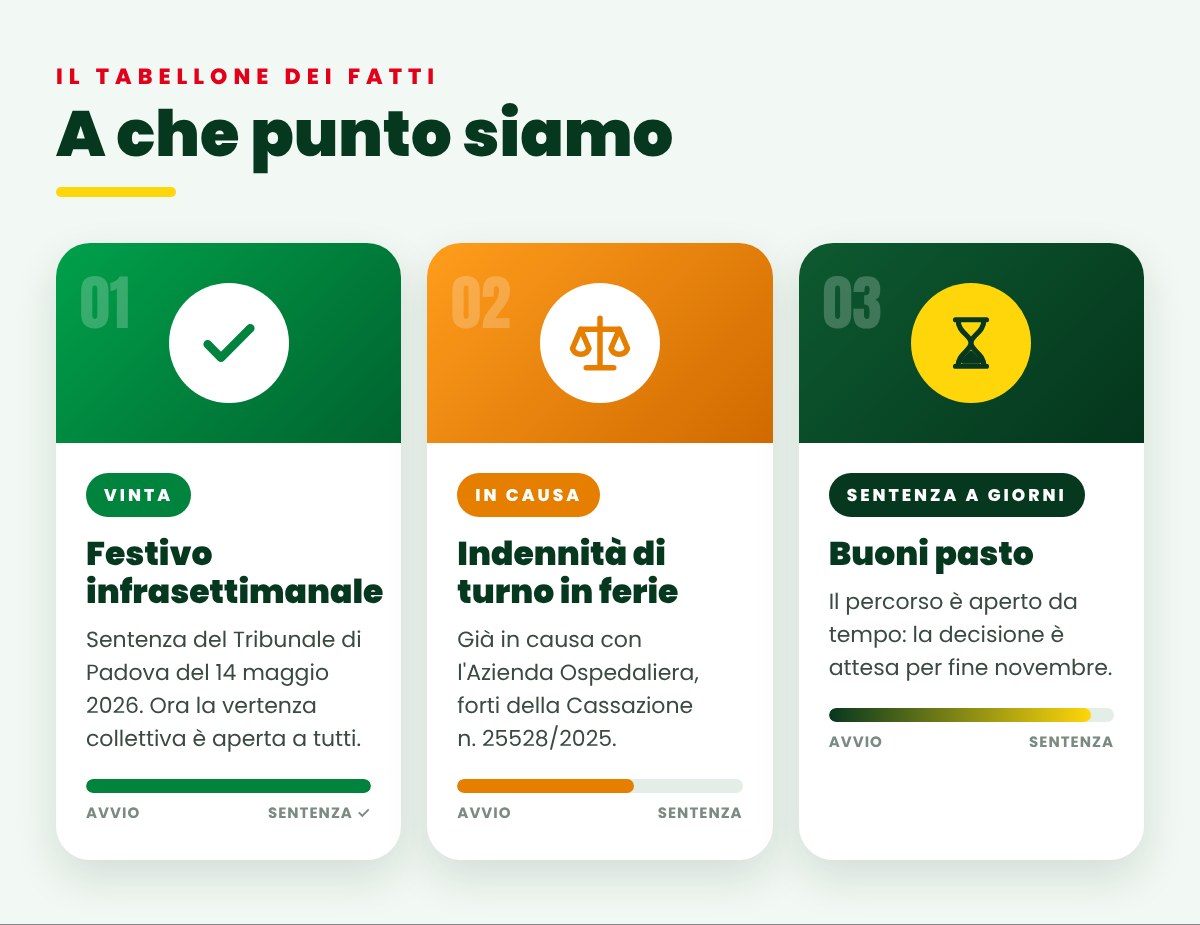 IL TABELLONE DEI FATTI
A che punto siamo
01
VINTA
Festivo
infrasettimanale
Sentenza del Tribunale di
Padova del 14 maggio
2026. Ora la vertenza
collettiva è aperta a tutti.
AVVIO
SENTENZA ✓
02
IN CAUSA
Indennità di
turno in ferie
Già in causa con
l'Azienda Ospedaliera,
forti della Cassazione
n. 25528/2025.
AVVIO
SENTENZA
03
SENTENZA A GIORNI
Buoni pasto
Il percorso è aperto da
tempo: la decisione è
attesa per fine novembre.
AVVIO
SENTENZA